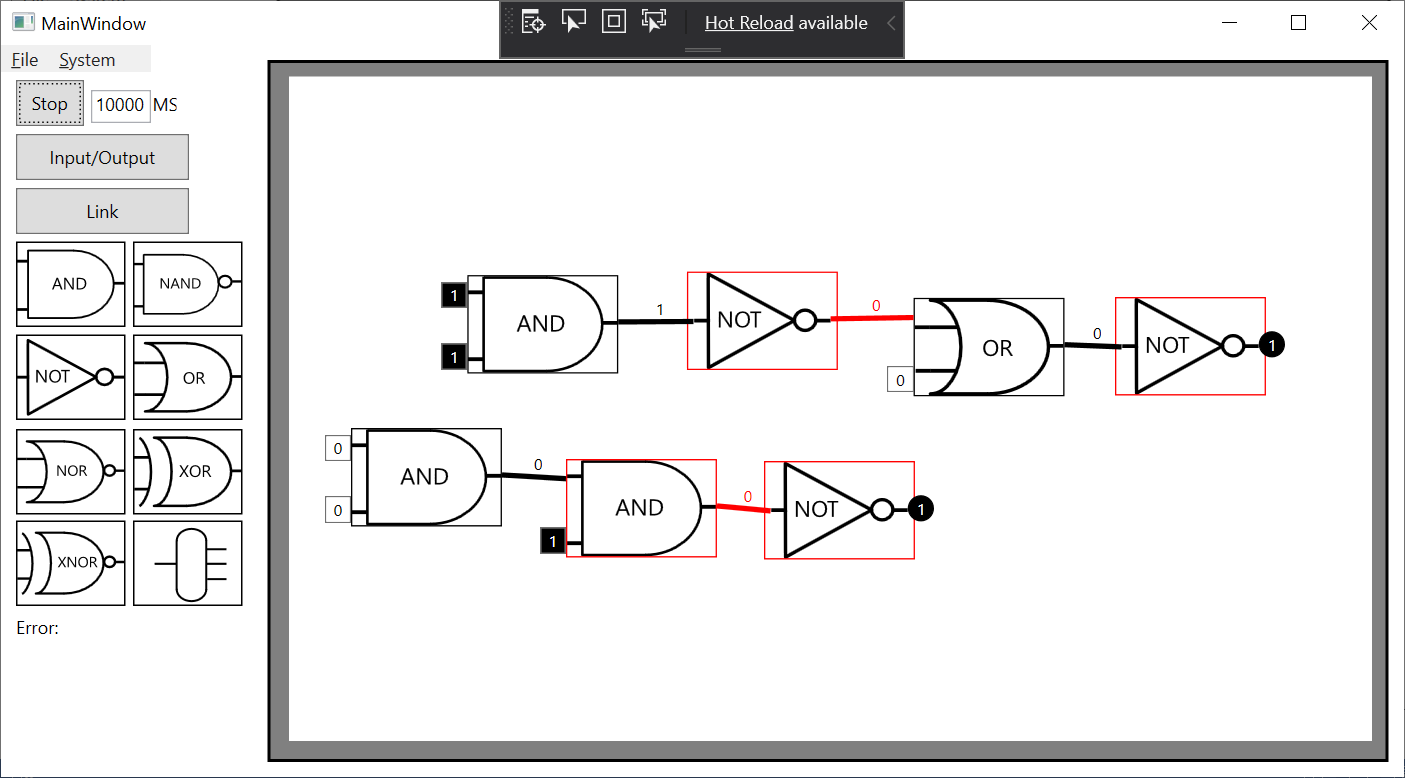 MainWindow
Hot Reload available
File System
Stop 10000 MS
Input/Output
Link
AND NAND
NOT OR
NOR XOR
XNOR
Error:
1
1
AND
1
NOT
0
0
OR
0
NOT
1
0
0
AND
0
1
AND
0
NOT
1